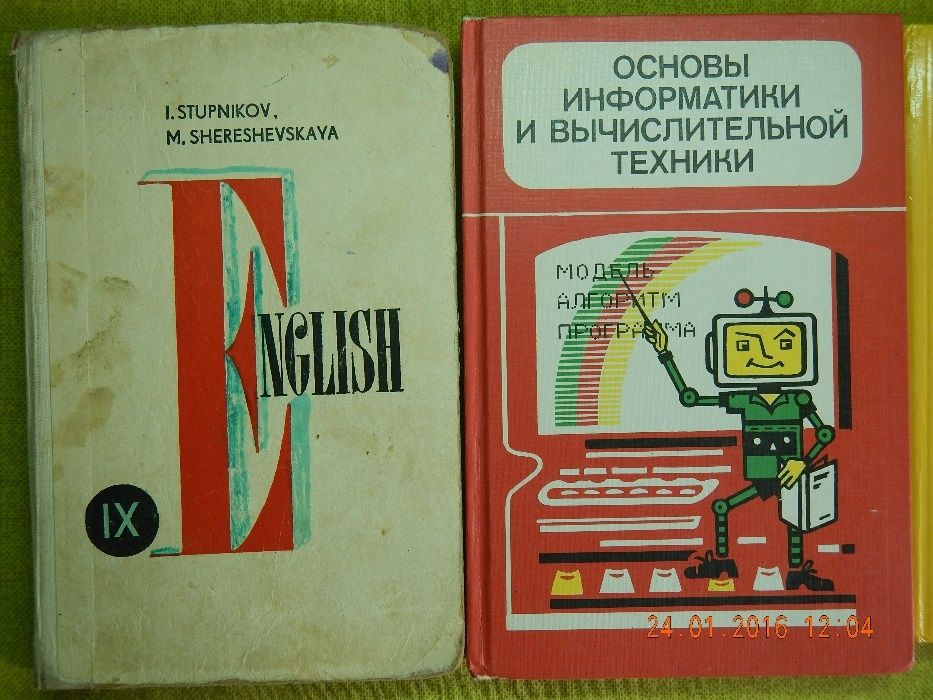 I. STUPNIKOV,
M. SHERESHEVSKAYA
ENGLISH
IX
ОСНОВЫ
ИНФОРМАТИКИ
И ВЫЧИСЛИТЕЛЬНОЙ
ТЕХНИКИ
МОДЕЛЬ
АЛГОРИТМ
ПРОГРАММА
24.01.2016 12:04